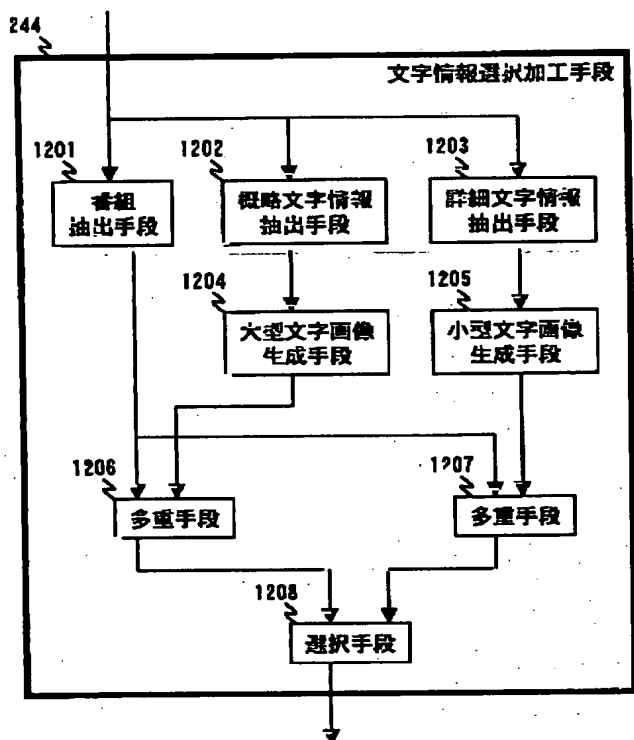 244
文字情報選択加工手段
1201
番組
抽出手段
1202
概略文字情報
抽出手段
1203
詳細文字情報
抽出手段
1204
大型文字画像
生成手段
1205
小型文字画像
生成手段
1206
多重手段
1207
多重手段
1208
選択手段